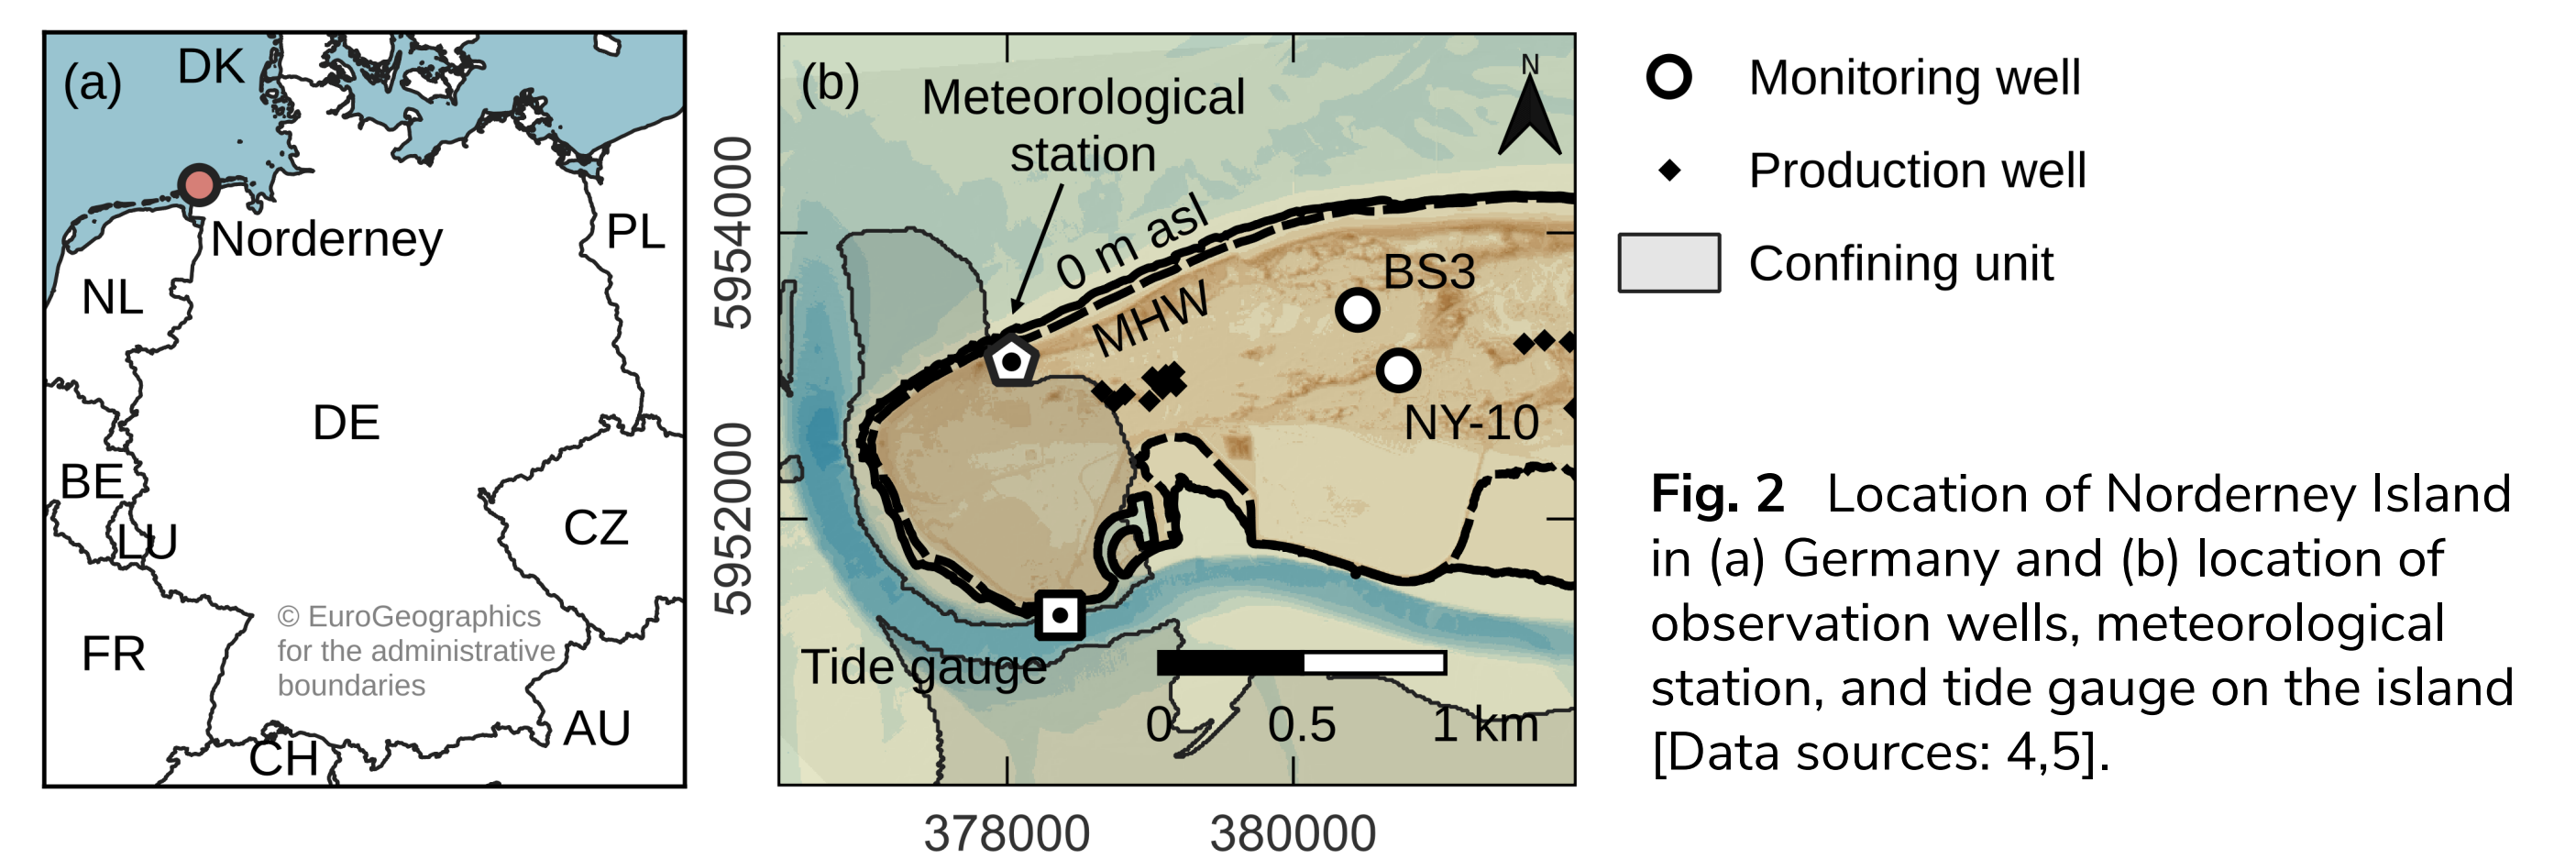 (a)
DK
Norderney
PL
NL
DE
BE
LU
CZ
© EuroGeographics
for the administrative
boundaries
FR
AU
CH
5954000
5952000
(b)
Meteorological
station
N
0 m asl
MHW
BS3
NY-10
Tide gauge
0 0.5 1 km
378000 380000
Monitoring well
Production well
Confining unit
Fig. 2 Location of Norderney Island
in (a) Germany and (b) location of
observation wells, meteorological
station, and tide gauge on the island
[Data sources: 4,5].